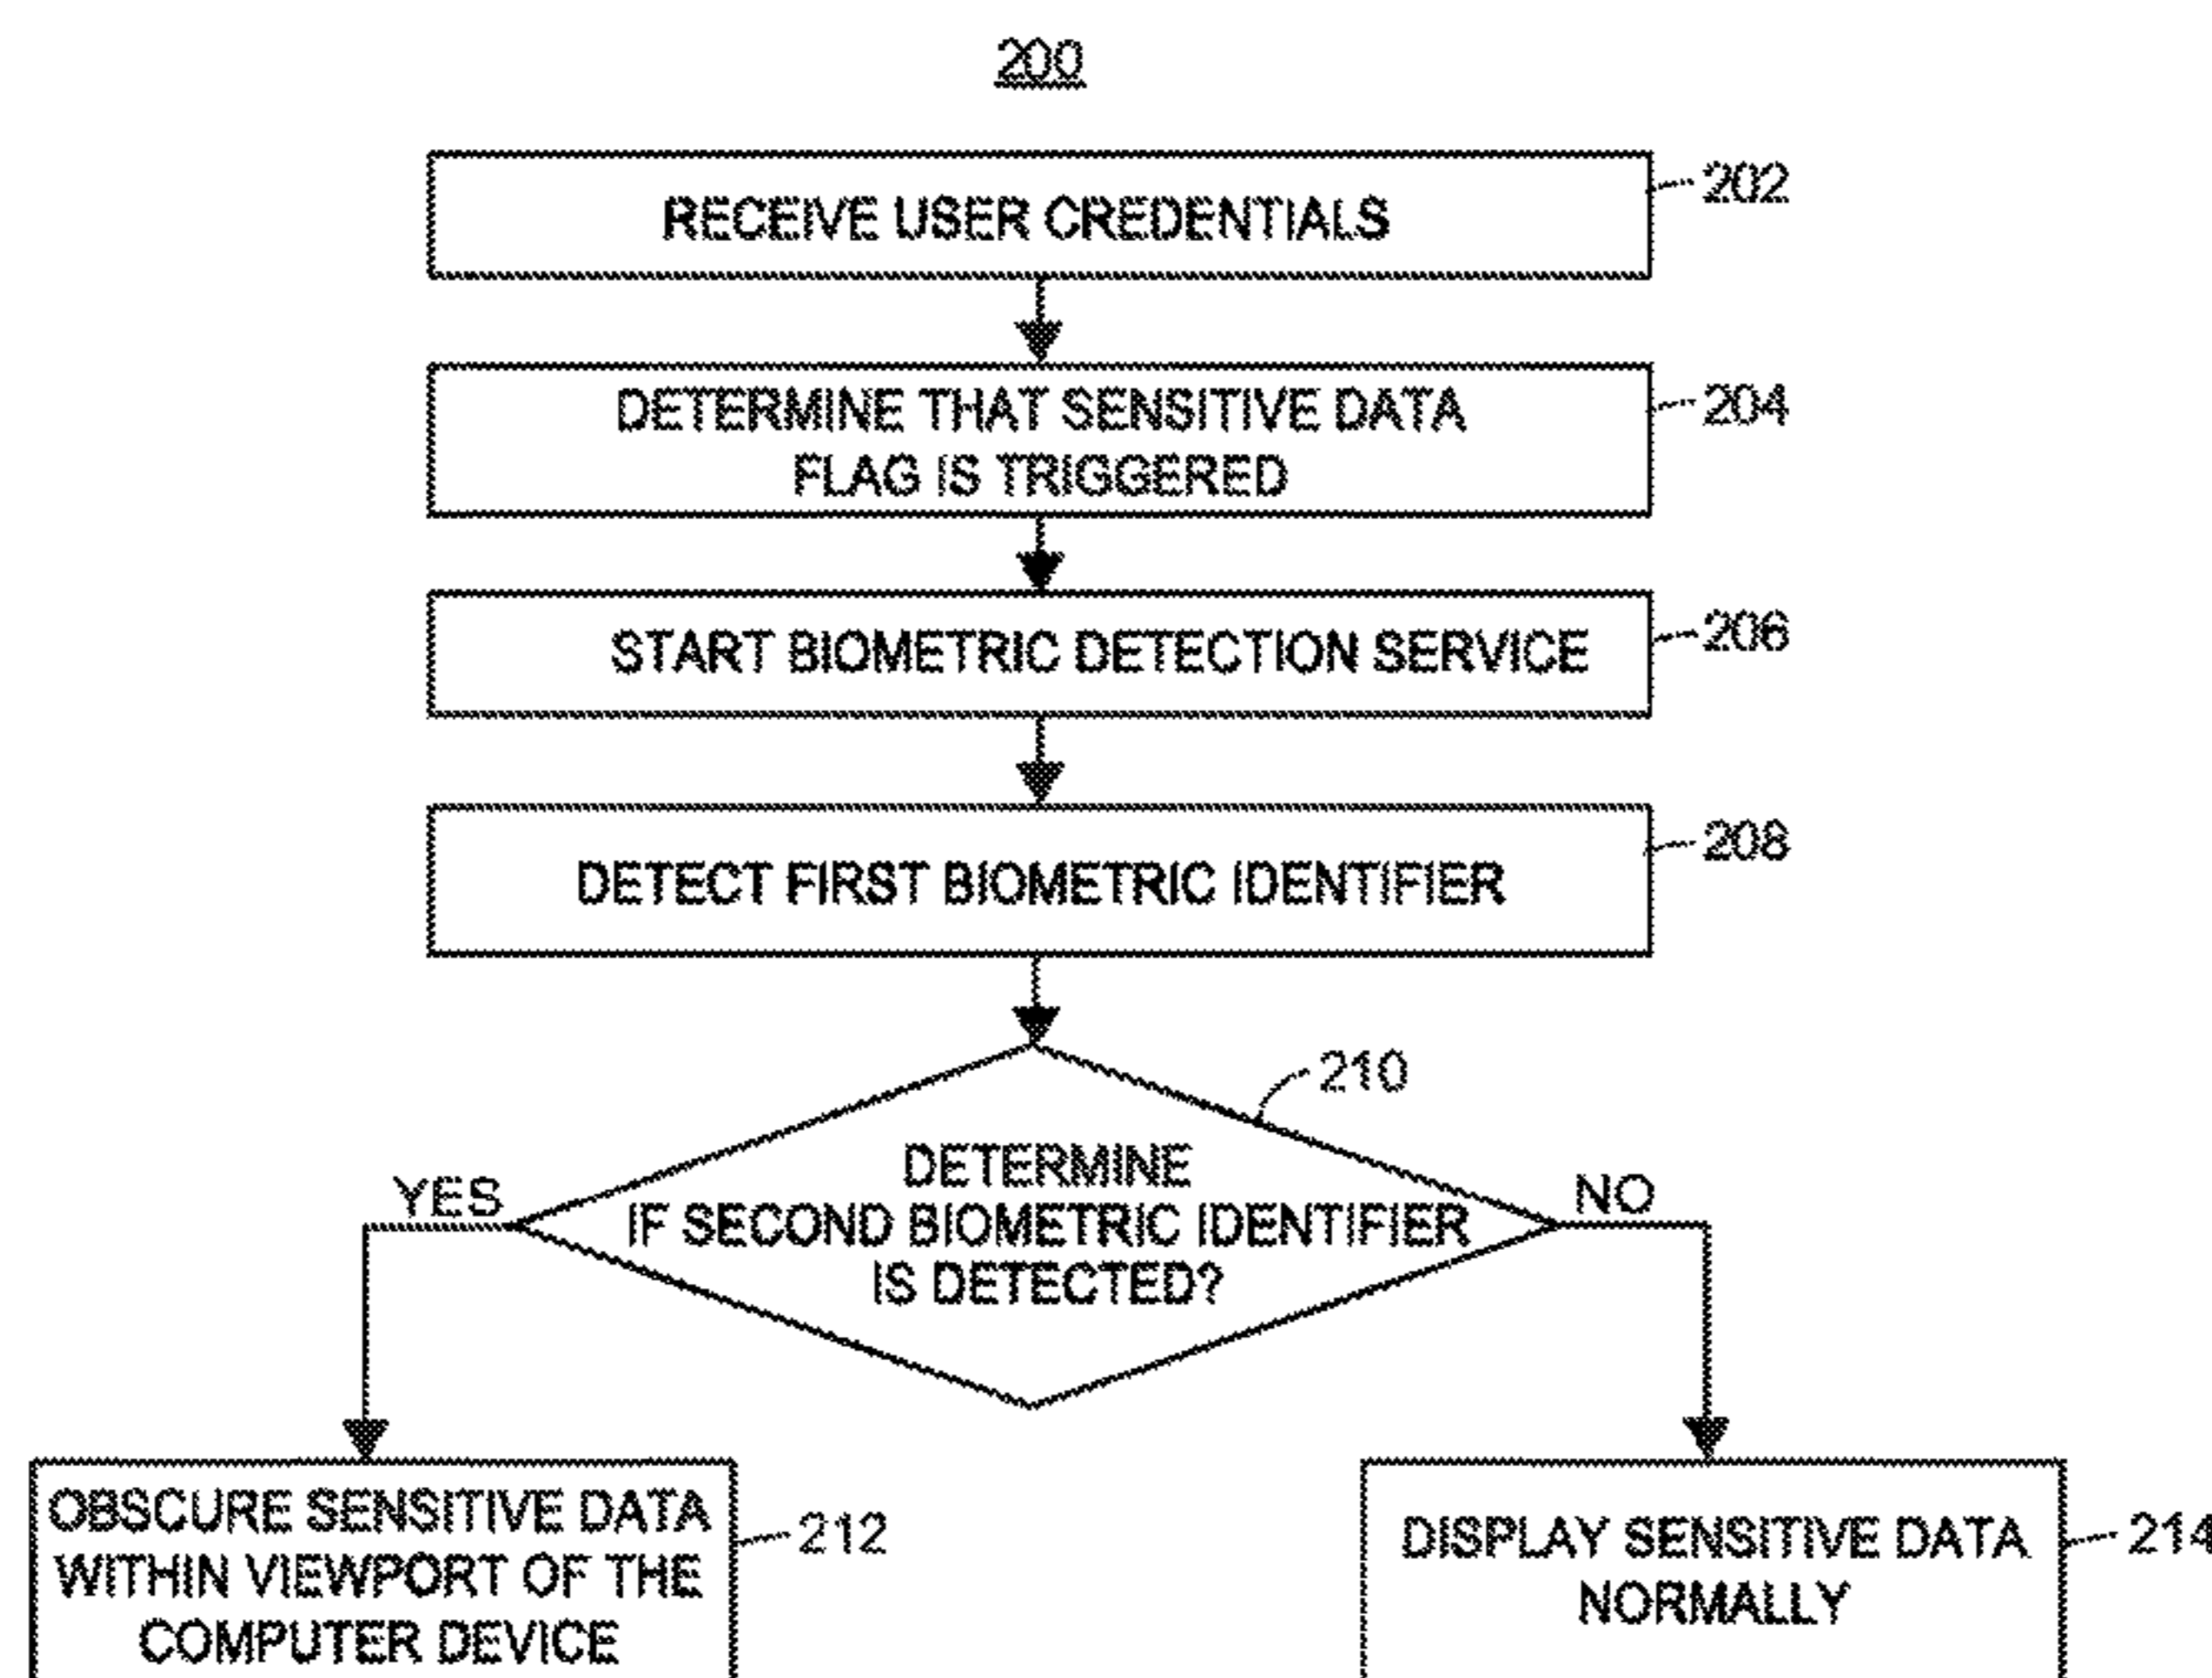 200
RECEIVE USER CREDENTIALS
202
DETERMINE THAT SENSITIVE DATA
FLAG IS TRIGGERED
204
START BIOMETRIC DETECTION SERVICE
206
DETECT FIRST BIOMETRIC IDENTIFIER
208
210
DETERMINE
IF SECOND BIOMETRIC IDENTIFIER
IS DETECTED?
YES
NO
OBSCURE SENSITIVE DATA
WITHIN VIEWPORT OF THE
COMPUTER DEVICE
212
DISPLAY SENSITIVE DATA
NORMALLY
214